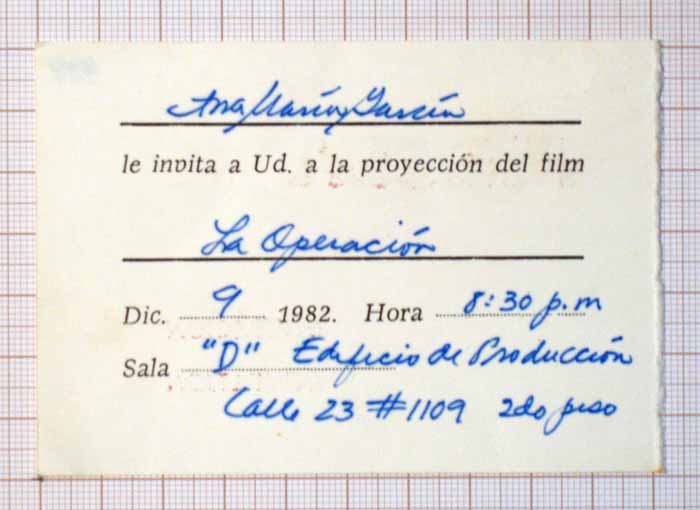 Ana María García
le invita a Ud. a la proyección del film
La Operación
Dic. 9 1982. Hora 8:30 p.m
Sala "D" Edificio de Producción
Calle 23 #1109 2do piso